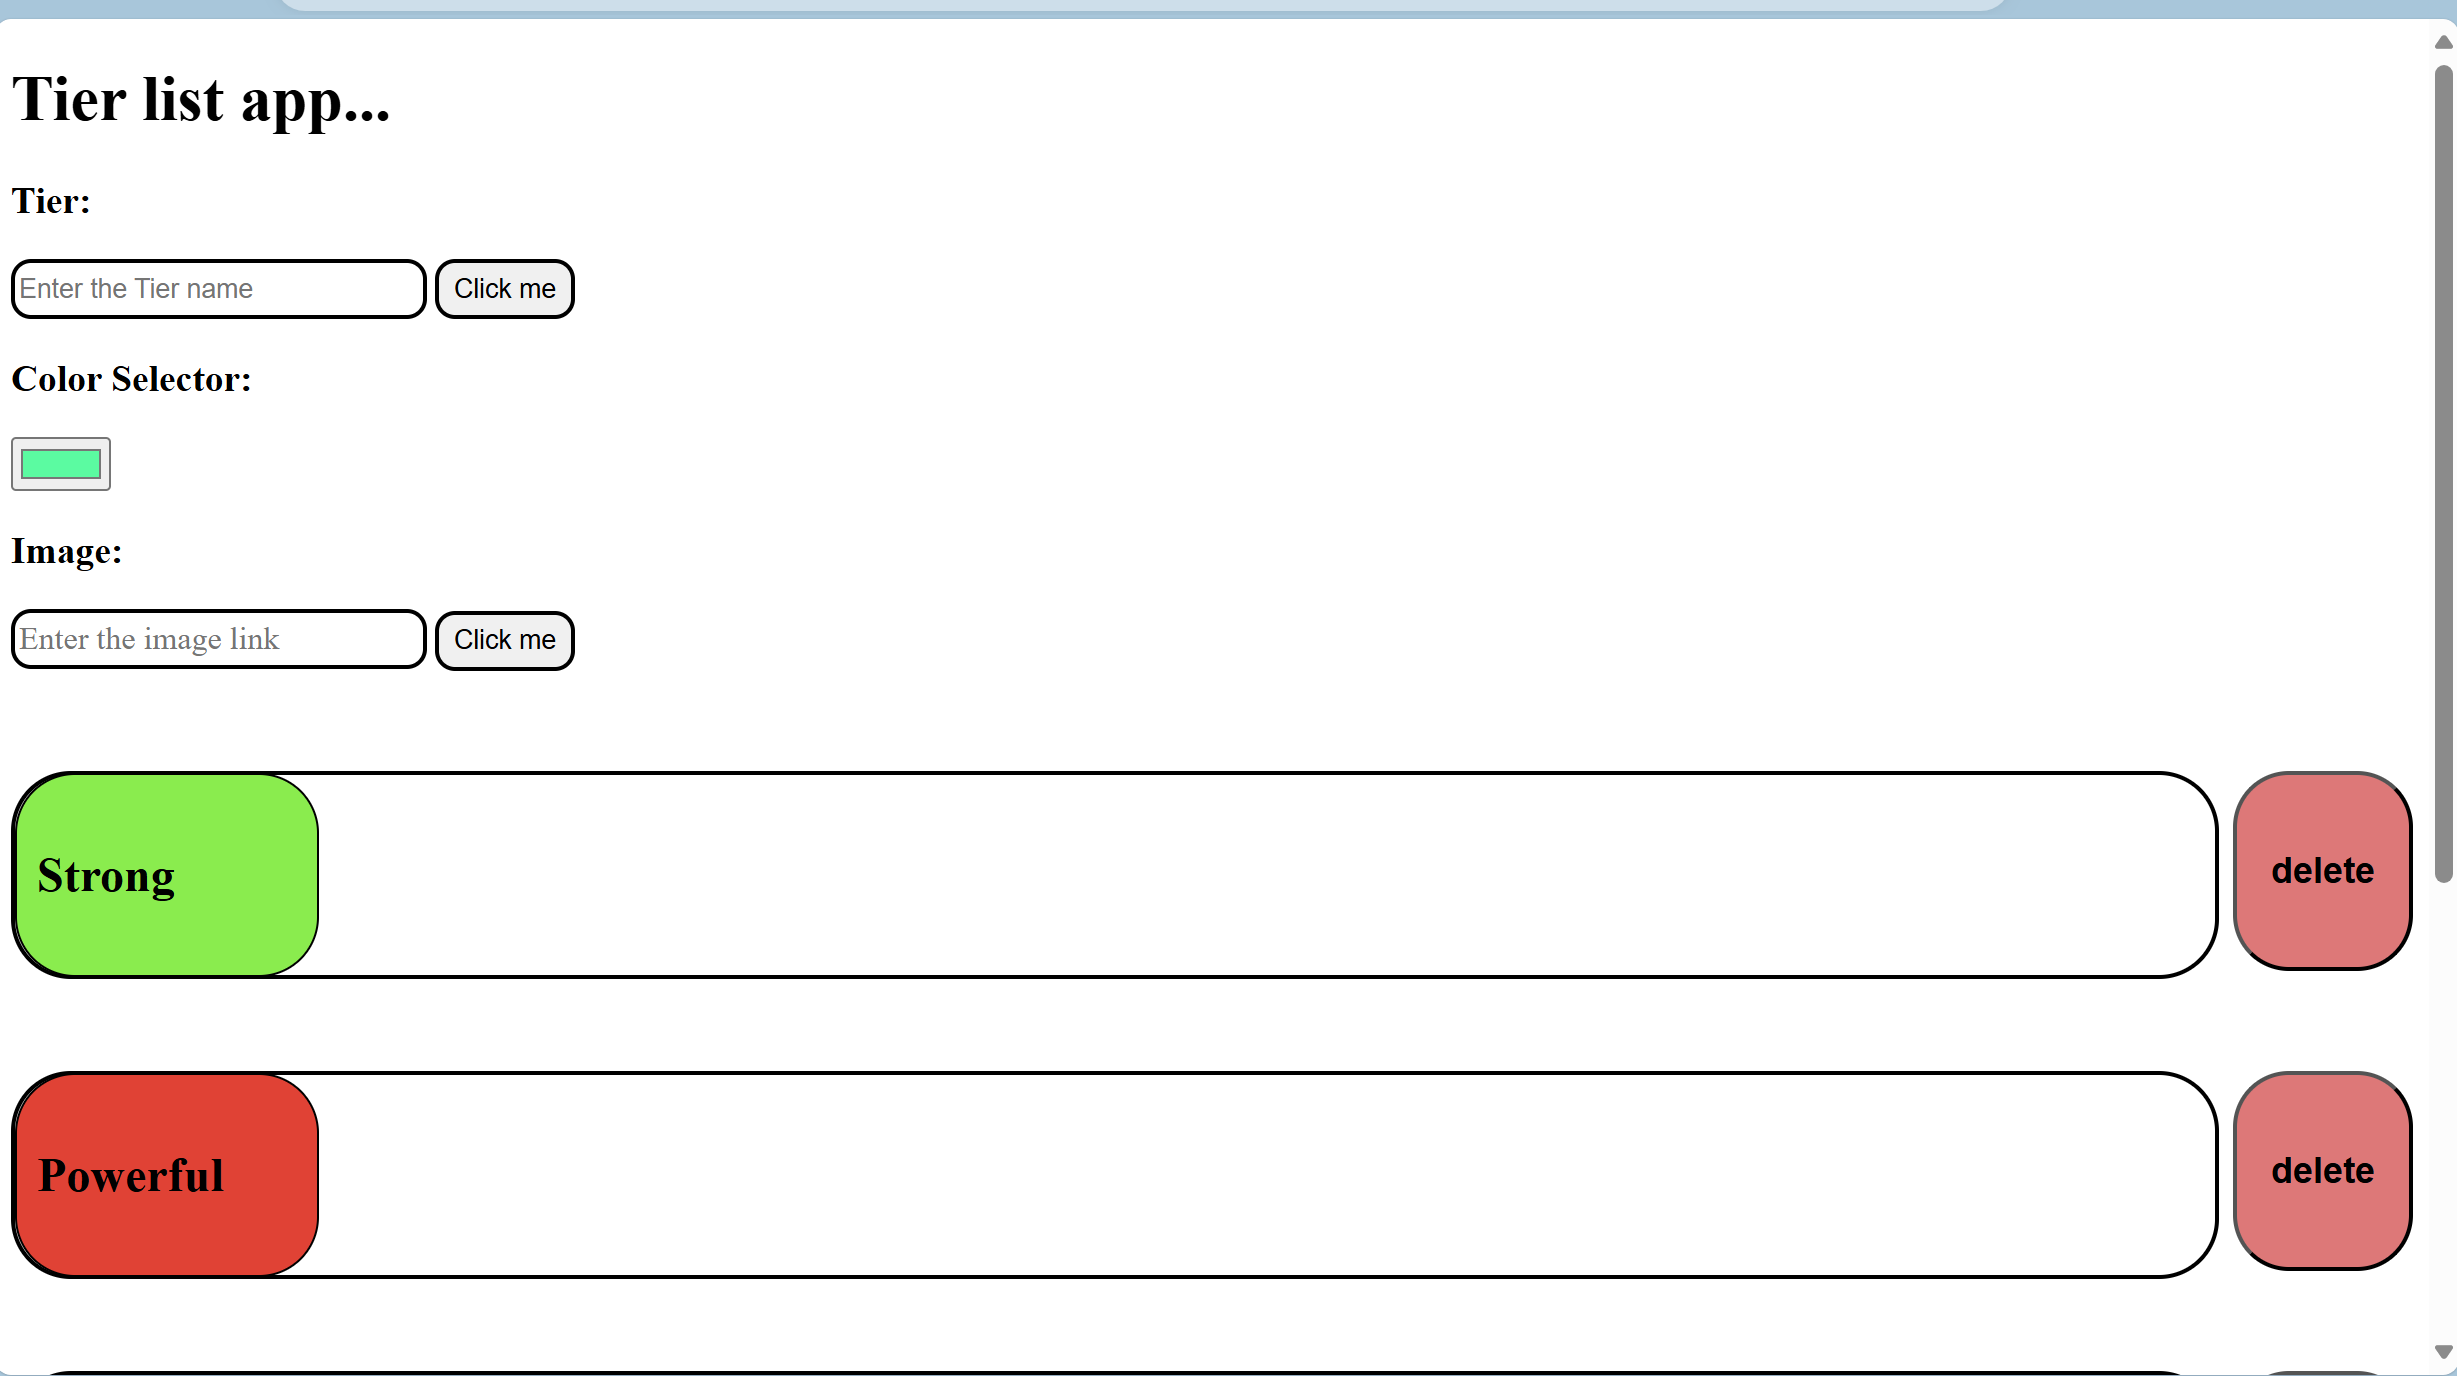 Tier list app...
Tier:
Enter the Tier name Click me
Color Selector:
Image:
Enter the image link Click me
Strong delete
Powerful delete